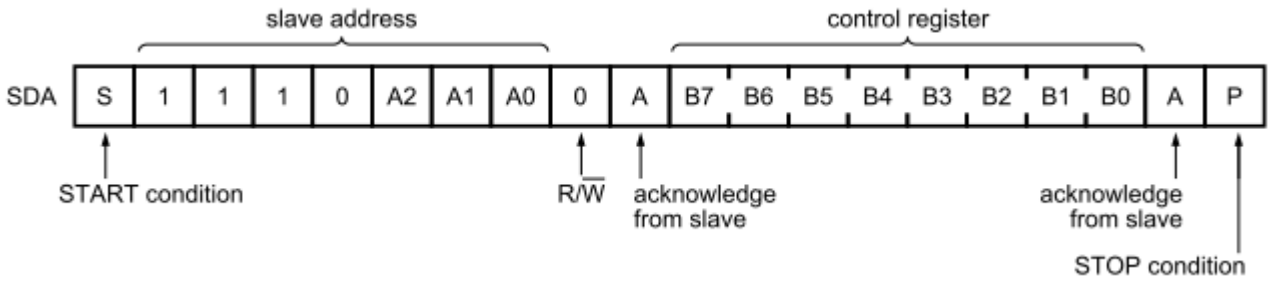 slave address control register
SDA S 1 1 1 0 A2 A1 A0 0 A B7 B6 B5 B4 B3 B2 B1 B0 A P
START condition R/W̅ acknowledge acknowledge
from slave from slave
STOP condition